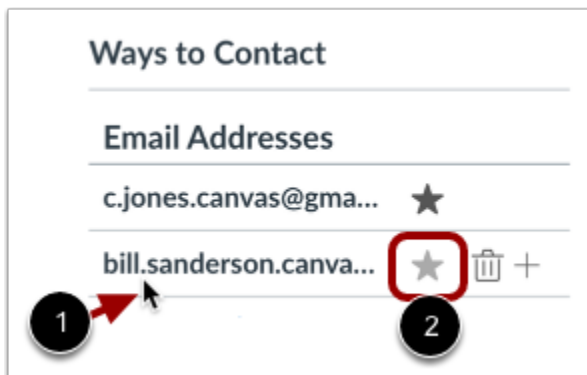 Ways to Contact
Email Addresses
c.jones.canvas@gma...
bill.sanderson.canva...
1
2